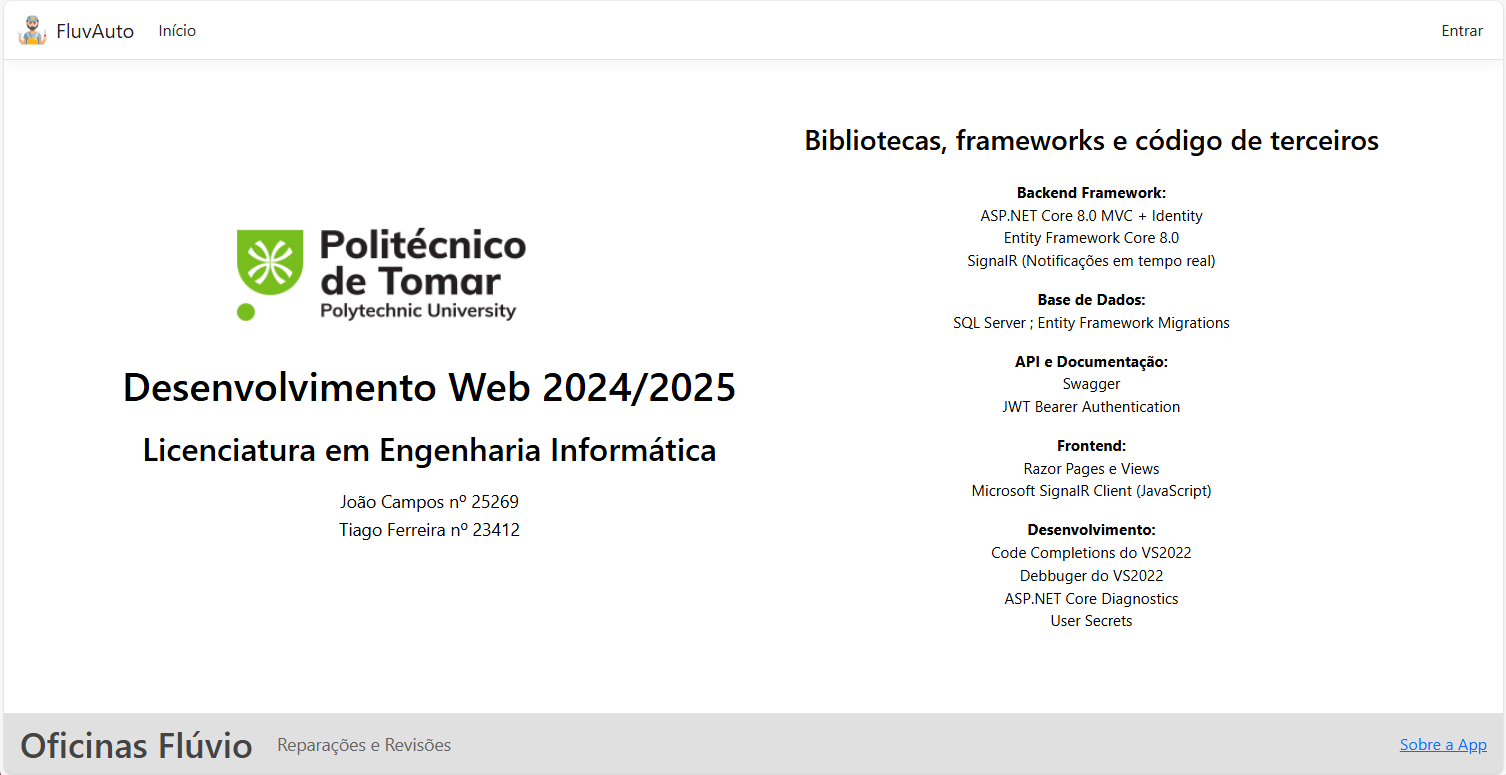 FluvAuto
Início
Entrar
Politécnico
de Tomar
Polytechnic University
Desenvolvimento Web 2024/2025
Licenciatura em Engenharia Informática
João Campos nº 25269
Tiago Ferreira nº 23412
Bibliotecas, frameworks e código de terceiros
Backend Framework:
ASP.NET Core 8.0 MVC + Identity
Entity Framework Core 8.0
SignalR (Notificações em tempo real)
Base de Dados:
SQL Server ; Entity Framework Migrations
API e Documentação:
Swagger
JWT Bearer Authentication
Frontend:
Razor Pages e Views
Microsoft SignalR Client (JavaScript)
Desenvolvimento:
Code Completions do VS2022
Debbuger do VS2022
ASP.NET Core Diagnostics
User Secrets
Oficinas Flúvio
Reparações e Revisões
Sobre a App